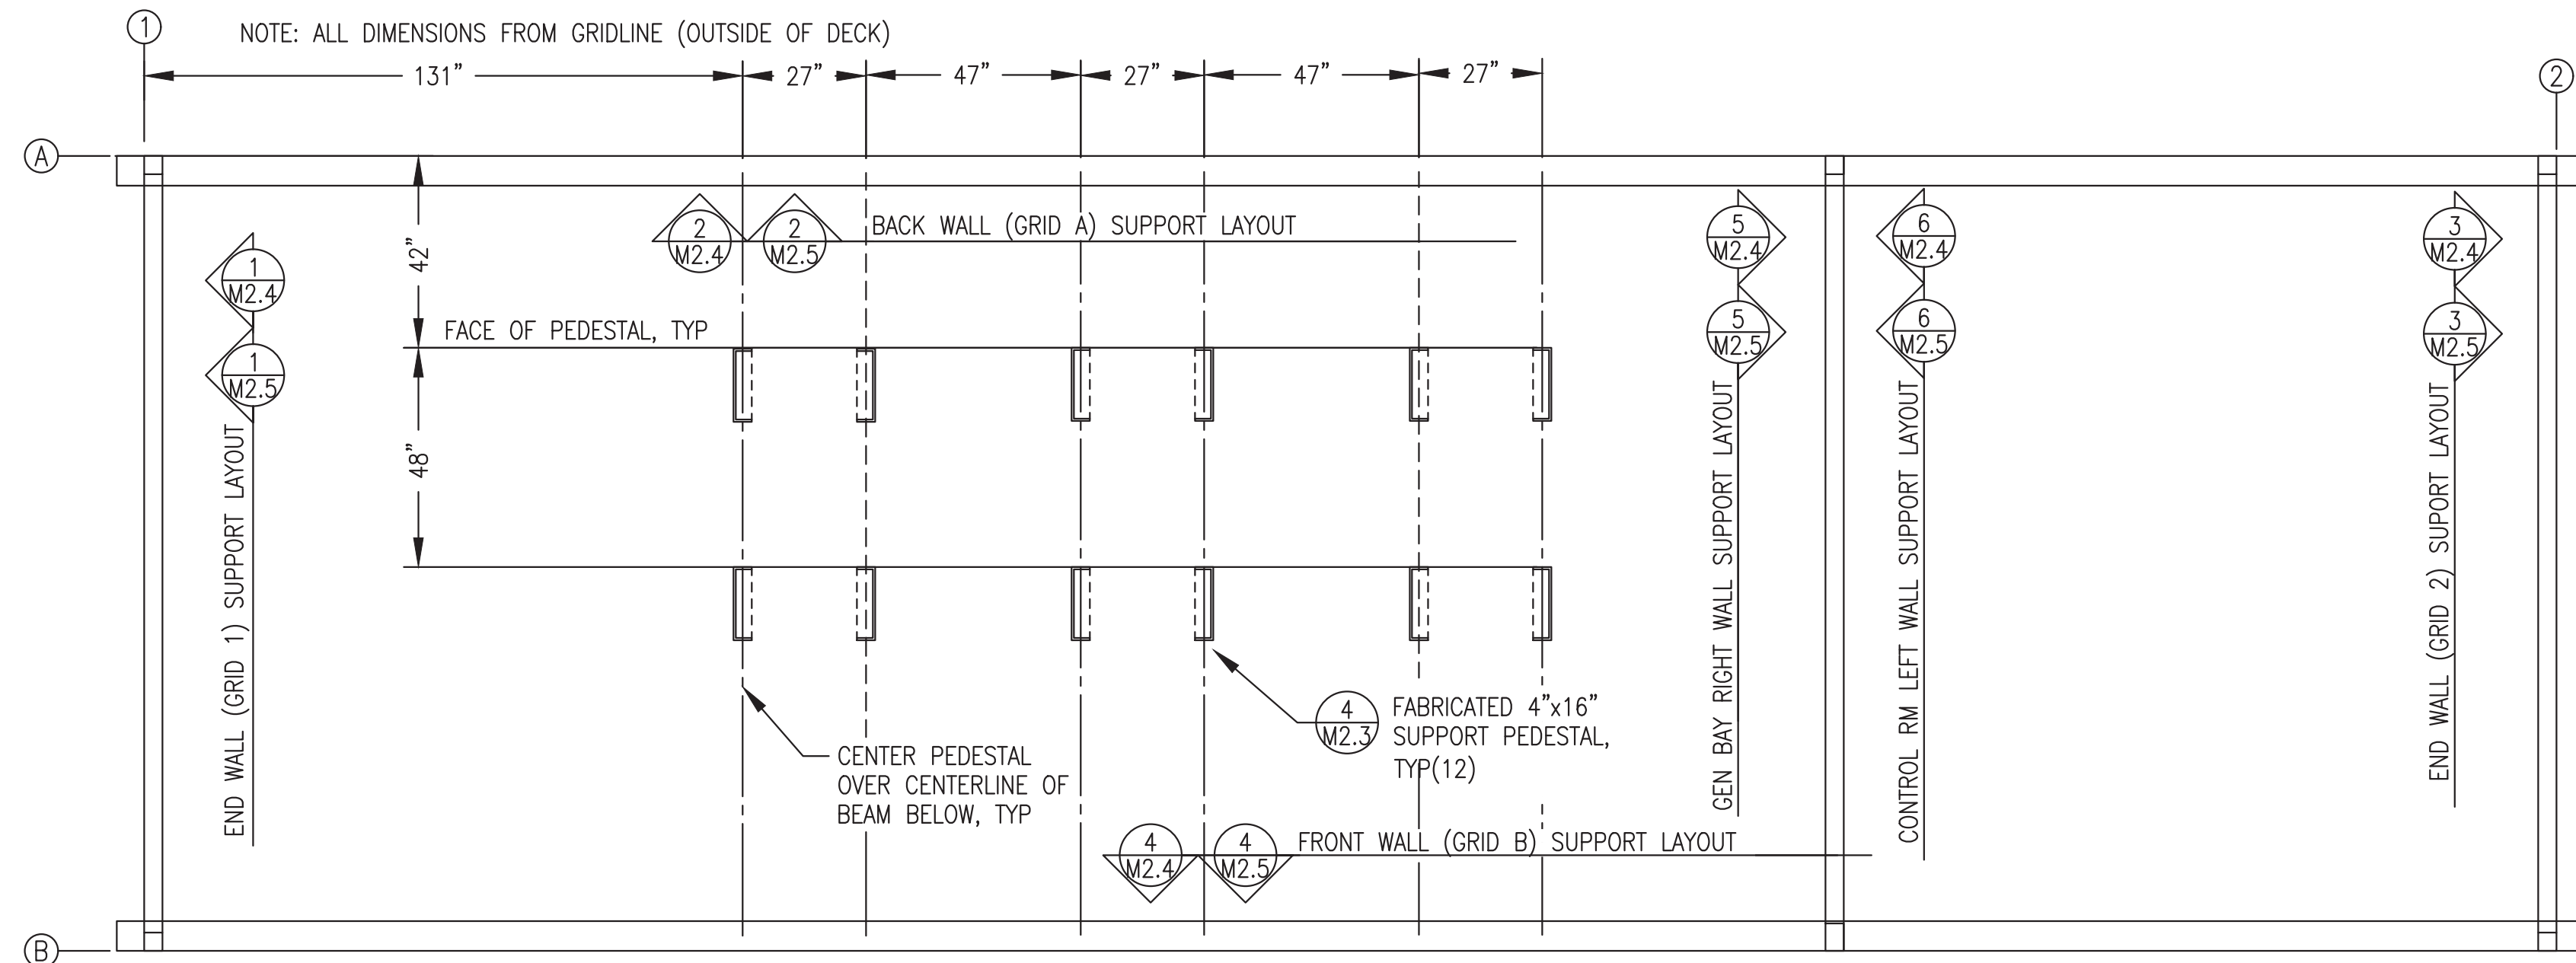 1
NOTE: ALL DIMENSIONS FROM GRIDLINE (OUTSIDE OF DECK)
131” 27” 47” 27” 47” 27”
2
A
42”
2
M2.4
2
M2.5
BACK WALL (GRID A) SUPPORT LAYOUT
1
M2.4
1
M2.5
END WALL (GRID 1) SUPPORT LAYOUT
FACE OF PEDESTAL, TYP
48”
5
M2.4
5
M2.5
GEN BAY RIGHT WALL SUPPORT LAYOUT
6
M2.4
6
M2.5
CONTROL RM LEFT WALL SUPPORT LAYOUT
3
M2.4
3
M2.5
END WALL (GRID 2) SUPORT LAYOUT
4
M2.3
FABRICATED 4”x16”
SUPPORT PEDESTAL,
TYP(12)
CENTER PEDESTAL
OVER CENTERLINE OF
BEAM BELOW, TYP
4
M2.4
4
M2.5
FRONT WALL (GRID B) SUPPORT LAYOUT
B